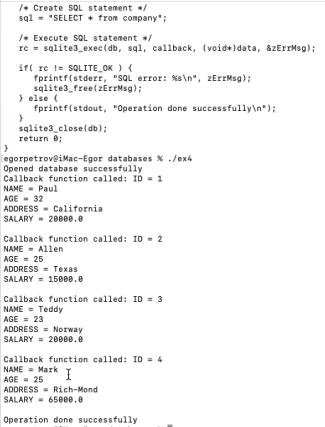 /* Create SQL statement */
sql = "SELECT * from company";
/* Execute SQL statement */
rc = sqlite3_exec(db, sql, callback, (void*)data, &zErrMsg);
if( rc != SQLITE_OK ) {
fprintf(stderr, "SQL error: %s\n", zErrMsg);
sqlite3_free(zErrMsg);
} else {
fprintf(stdout, "Operation done successfully\n");
}
sqlite3_close(db);
return 0;
}
egorpetrov@iMac-Egor databases % ./ex4
Opened database successfully
Callback function called: ID = 1
NAME = Paul
AGE = 32
ADDRESS = California
SALARY = 20000.0
Callback function called: ID = 2
NAME = Allen
AGE = 25
ADDRESS = Texas
SALARY = 15000.0
Callback function called: ID = 3
NAME = Teddy
AGE = 23
ADDRESS = Norway
SALARY = 20000.0
Callback function called: ID = 4
NAME = Mark
AGE = 25
ADDRESS = Rich-Mond
SALARY = 65000.0
Operation done successfully